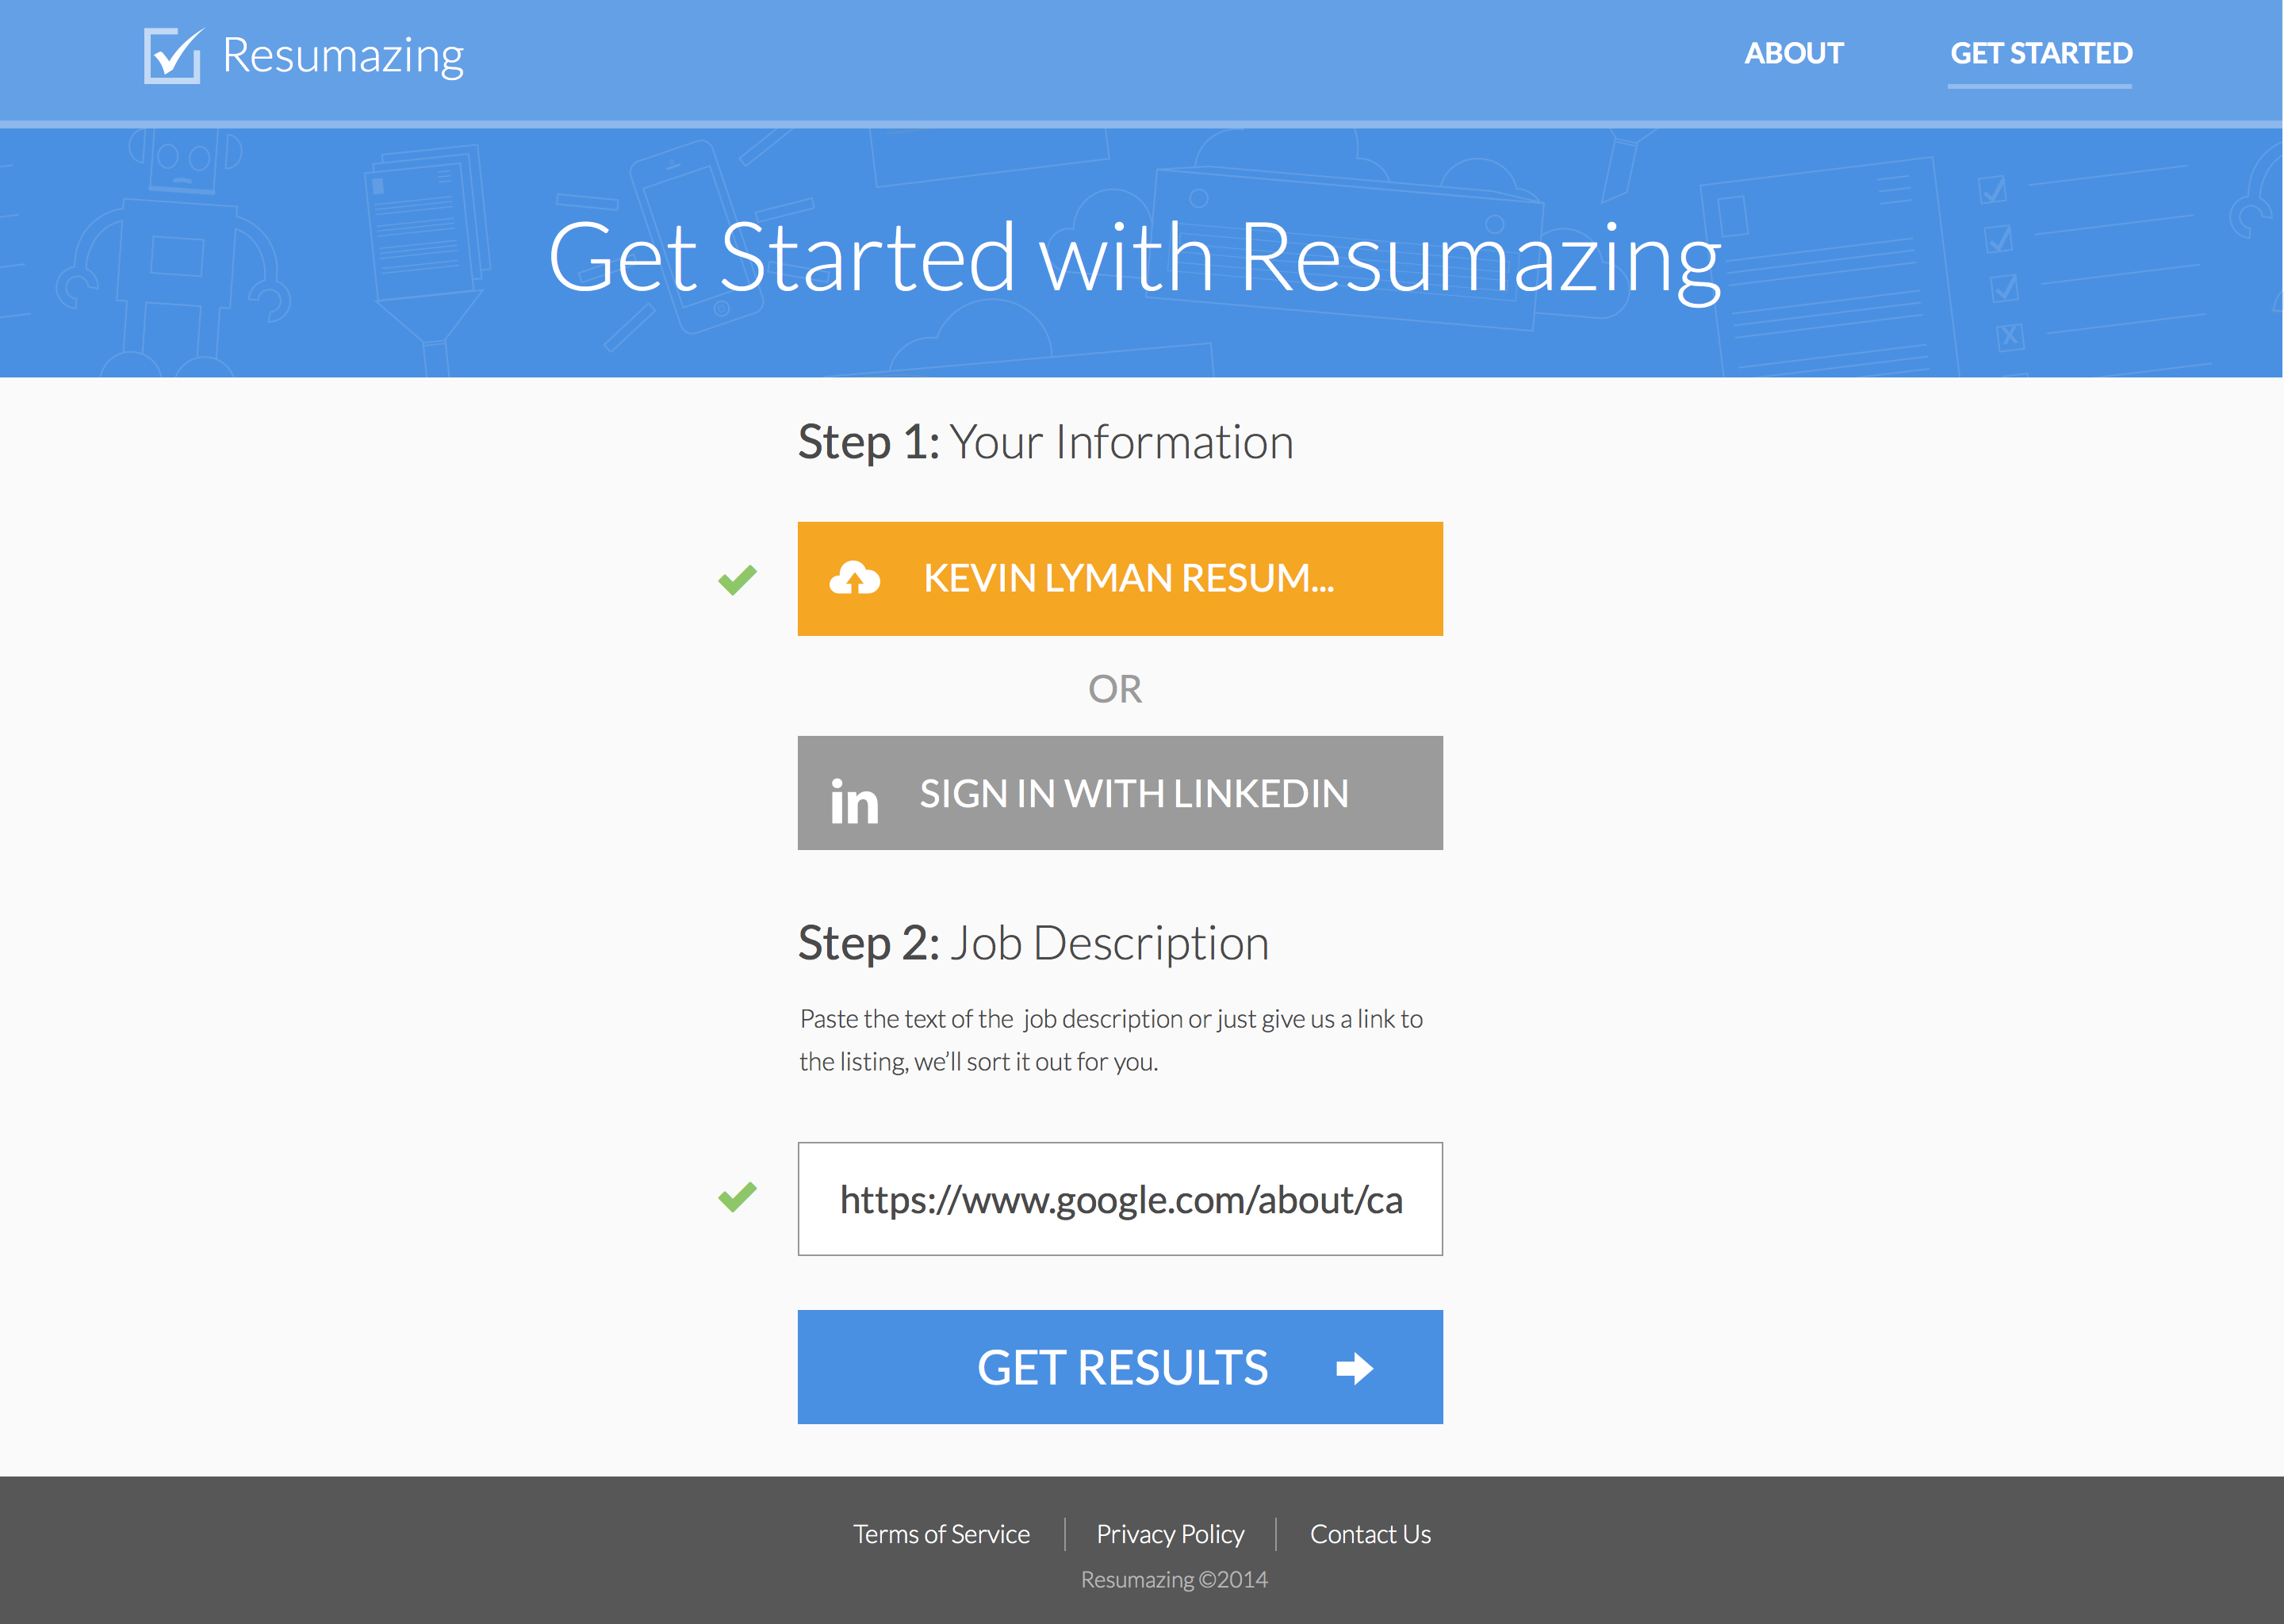 Resumazing
ABOUT
GET STARTED
Get Started with Resumazing
Step 1: Your Information
KEVIN LYMAN RESUM...
OR
in SIGN IN WITH LINKEDIN
Step 2: Job Description
Paste the text of the  job description or just give us a link to
the listing, we’ll sort it out for you.
https://www.google.com/about/ca
GET RESULTS
Terms of Service
Privacy Policy
Contact Us
Resumazing ©2014